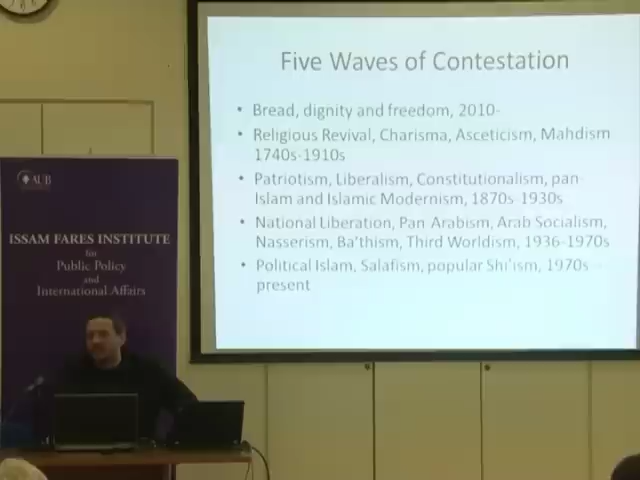 Five Waves of Contestation
• Bread, dignity and freedom, 2010-
• Religious Revival, Charisma, Asceticism, Mahdism
1740s-1910s
• Patriotism, Liberalism, Constitutionalism, pan-
Islam and Islamic Modernism, 1870s-1930s
• National Liberation, Pan Arabism, Arab Socialism,
Nasserism, Ba'thism, Third Worldism, 1936-1970s
• Political Islam, Salafism, popular Shi'ism, 1970s –
present
AUB
ISSAM FARES INSTITUTE
for
Public Policy
and
International Affairs